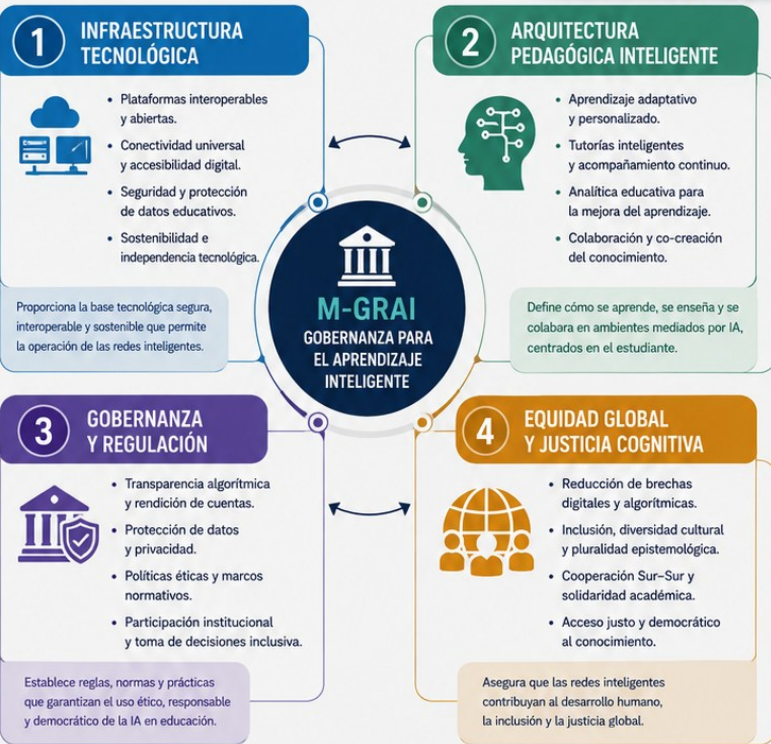 1
INFRAESTRUCTURA
TECNOLÓGICA
• Plataformas interoperables
y abiertas.
• Conectividad universal
y accesibilidad digital.
• Seguridad y protección
de datos educativos.
• Sostenibilidad e
independencia tecnológica.
Proporciona la base tecnológica segura,
interoperable y sostenible que permite
la operación de las redes inteligentes.
2
ARQUITECTURA
PEDAGÓGICA INTELIGENTE
• Aprendizaje adaptativo
y personalizado.
• Tutorías inteligentes
y acompañamiento continuo.
• Analítica educativa para
la mejora del aprendizaje.
• Colaboración y co-creación
del conocimiento.
Define cómo se aprende, se enseña y se
colabara en ambientes mediados por IA,
centrados en el estudiante.
M-GRAI
GOBERNANZA PARA
EL APRENDIZAJE
INTELIGENTE
3
GOBERNANZA
Y REGULACIÓN
• Transparencia algorítmica
y rendición de cuentas.
• Protección de datos
y privacidad.
• Políticas éticas y marcos
normativos.
• Participación institucional
y toma de decisiones inclusiva.
Establece reglas, normas y prácticas
que garantizan el uso ético, responsable
y democrático de la IA en educación.
4
EQUIDAD GLOBAL
Y JUSTICIA COGNITIVA
• Reducción de brechas
digitales y algorítmicas.
• Inclusión, diversidad cultural
y pluralidad epistemológica.
• Cooperación Sur–Sur y
solidaridad académica.
• Acceso justo y democrático
al conocimiento.
Asegura que las redes inteligentes
contribuyan al desarrollo humano,
la inclusión y la justicia global.